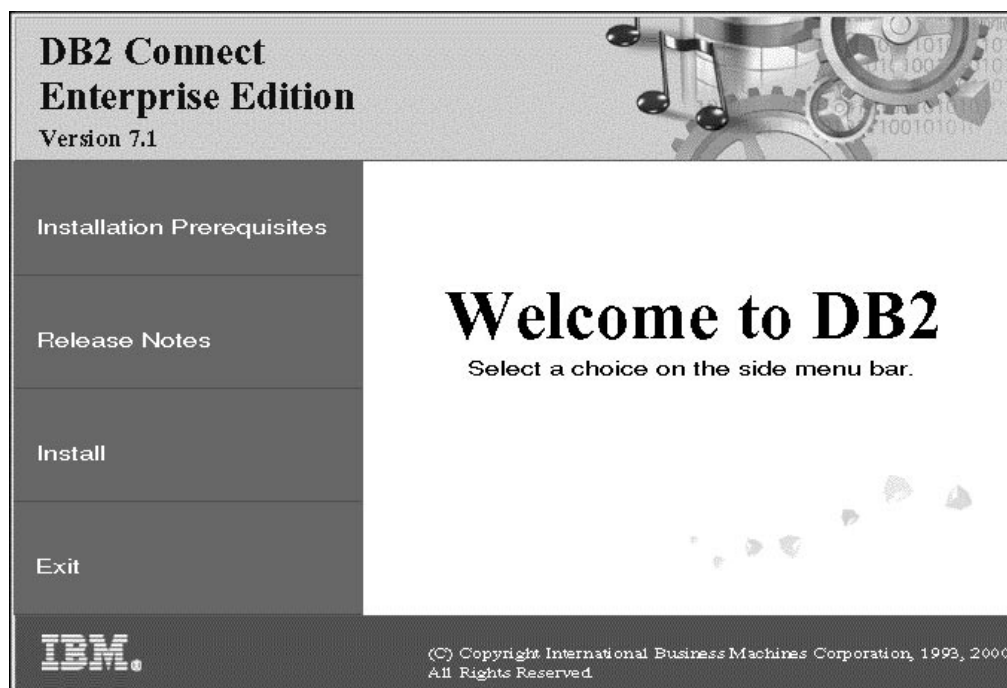 DB2 Connect
Enterprise Edition
Version 7.1
Installation Prerequisites
Release Notes
Install
Exit
Welcome to DB2
Select a choice on the side menu bar.
IBM®
(C) Copyright International Business Machines Corporation, 1993, 2000
All Rights Reserved